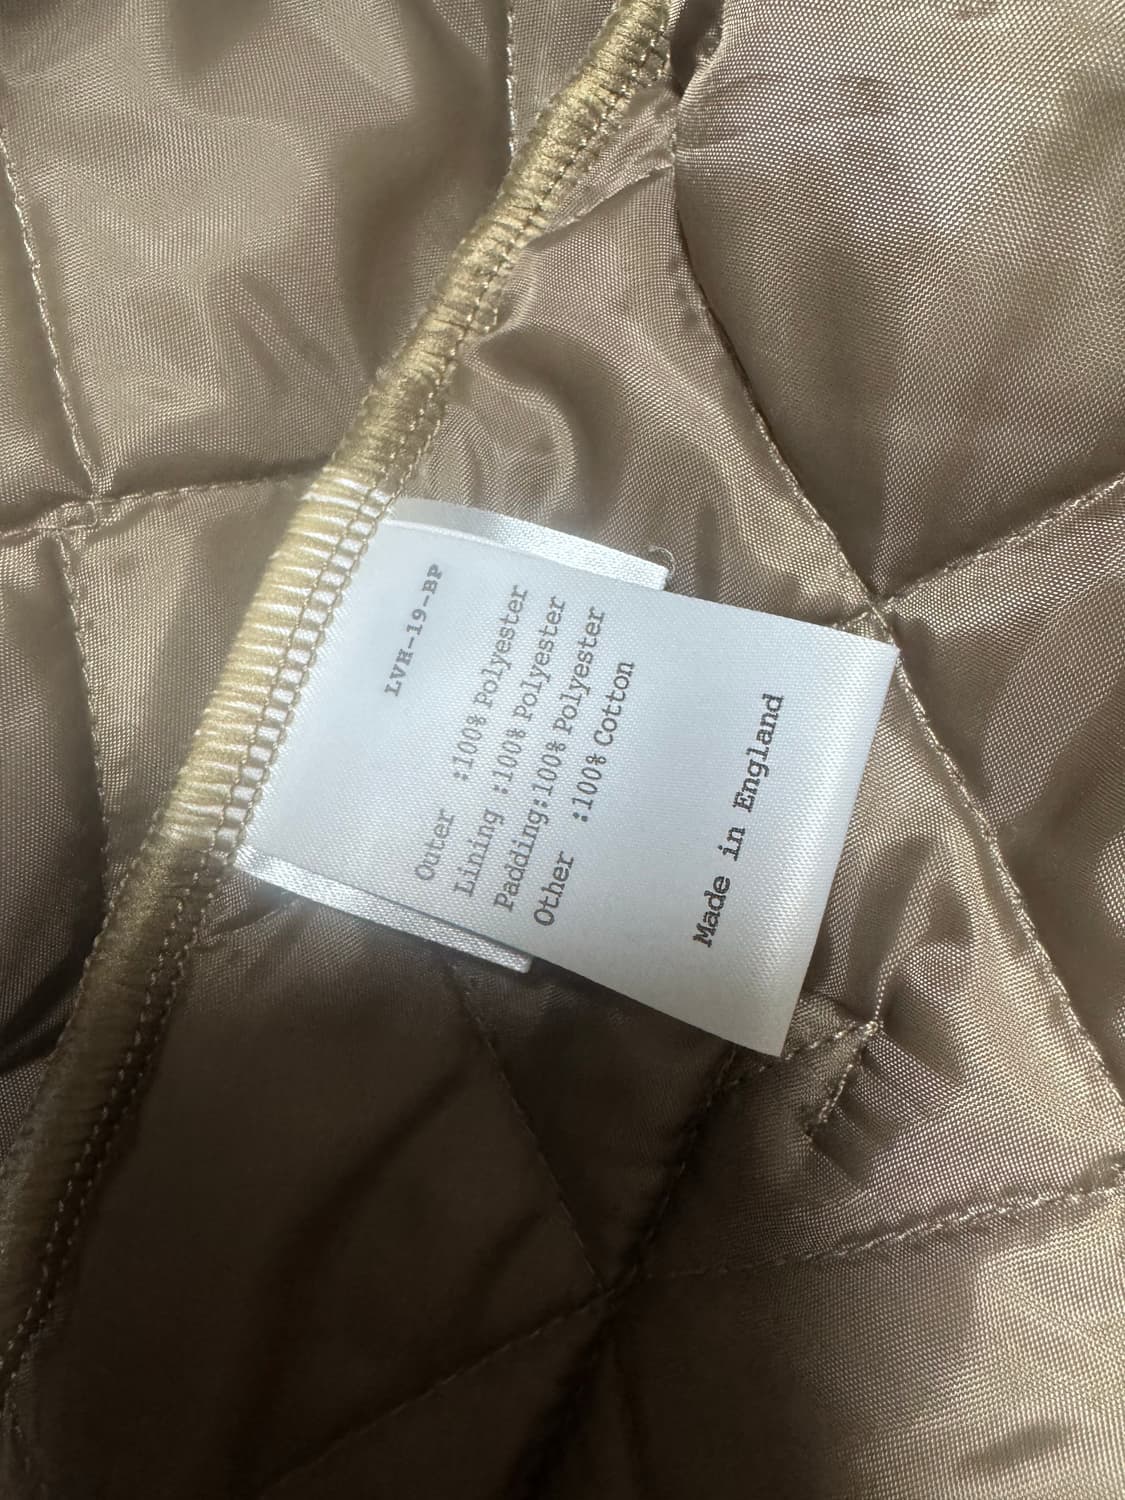 LVH-19-BP
Outer :100% Polyester
Lining :100% Polyester
Padding:100% Polyester
Other :100% Cotton
Made in England